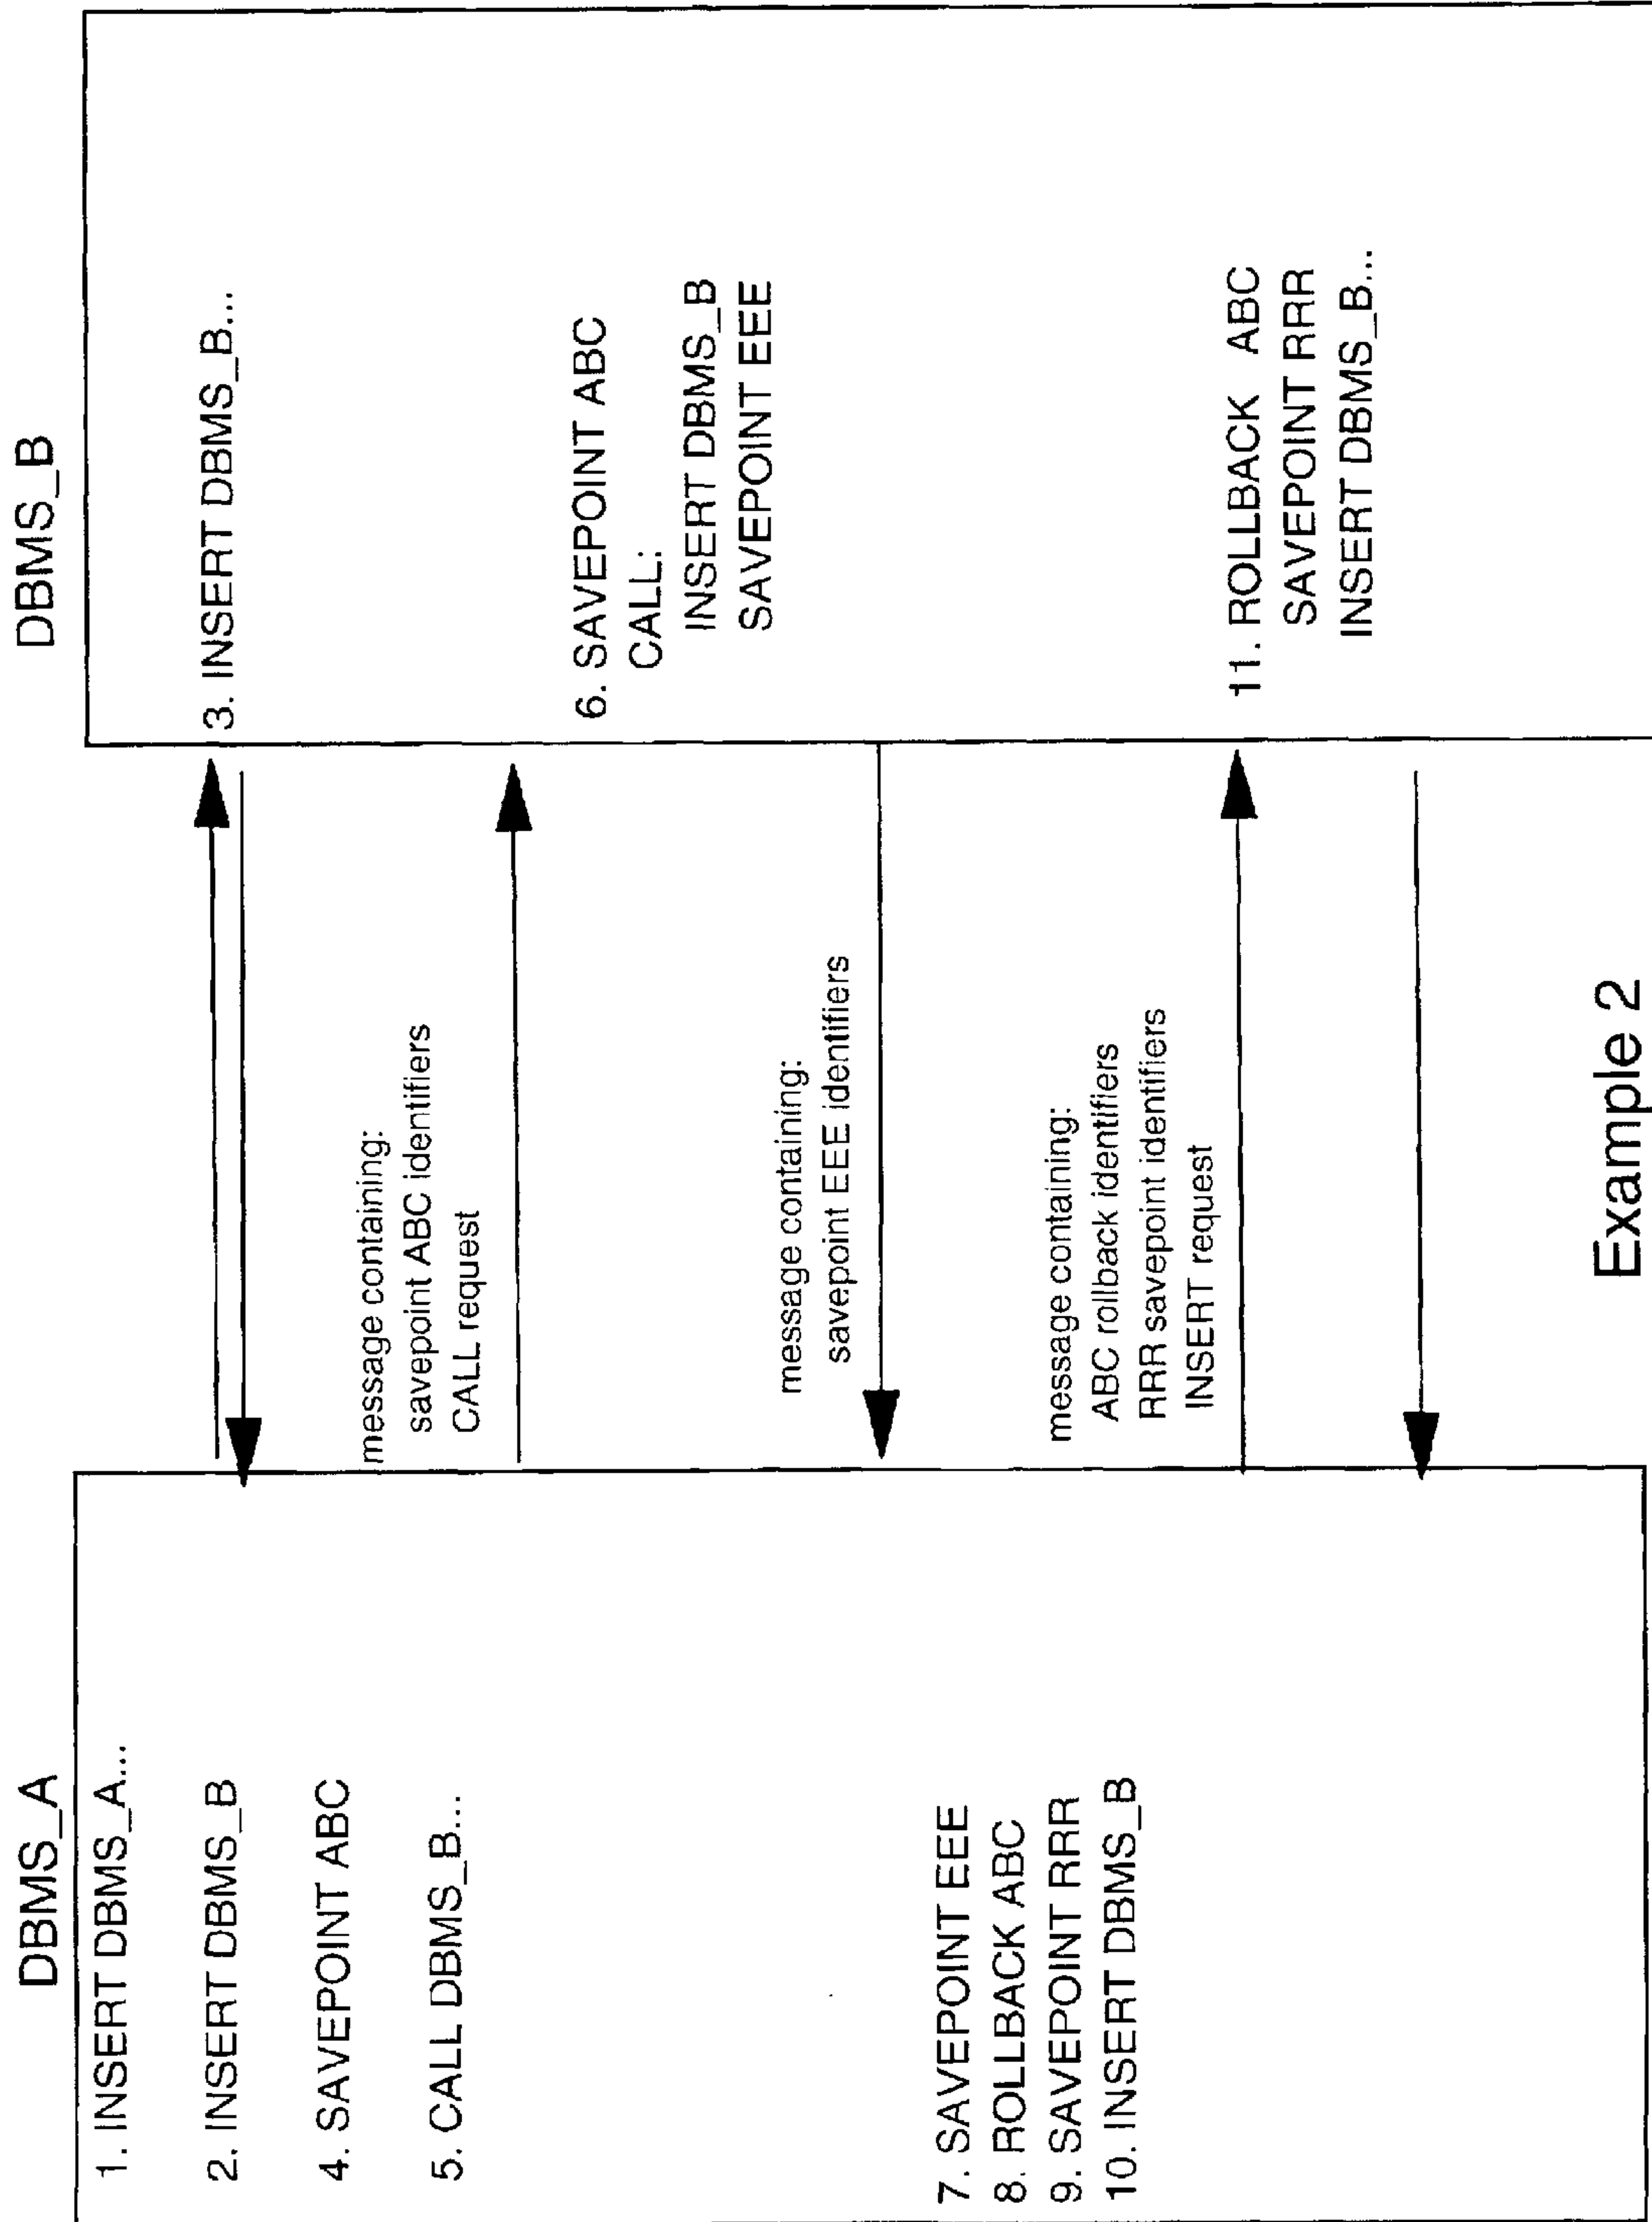 DBMS_A
1. INSERT DBMS_A...
2. INSERT DBMS_B
4. SAVEPOINT ABC
5. CALL DBMS_B...
7. SAVEPOINT EEE
8. ROLLBACK ABC
9. SAVEPOINT RRR
10. INSERT DBMS_B
message containing:
savepoint ABC identifiers
CALL request
message containing:
savepoint EEE identifiers
message containing:
ABC rollback identifiers
RRR savepoint identifiers
INSERT request
DBMS_B
3. INSERT DBMS_B...
6. SAVEPOINT ABC
CALL:
INSERT DBMS_B
SAVEPOINT EEE
11. ROLLBACK ABC
SAVEPOINT RRR
INSERT DBMS_B...
Example 2